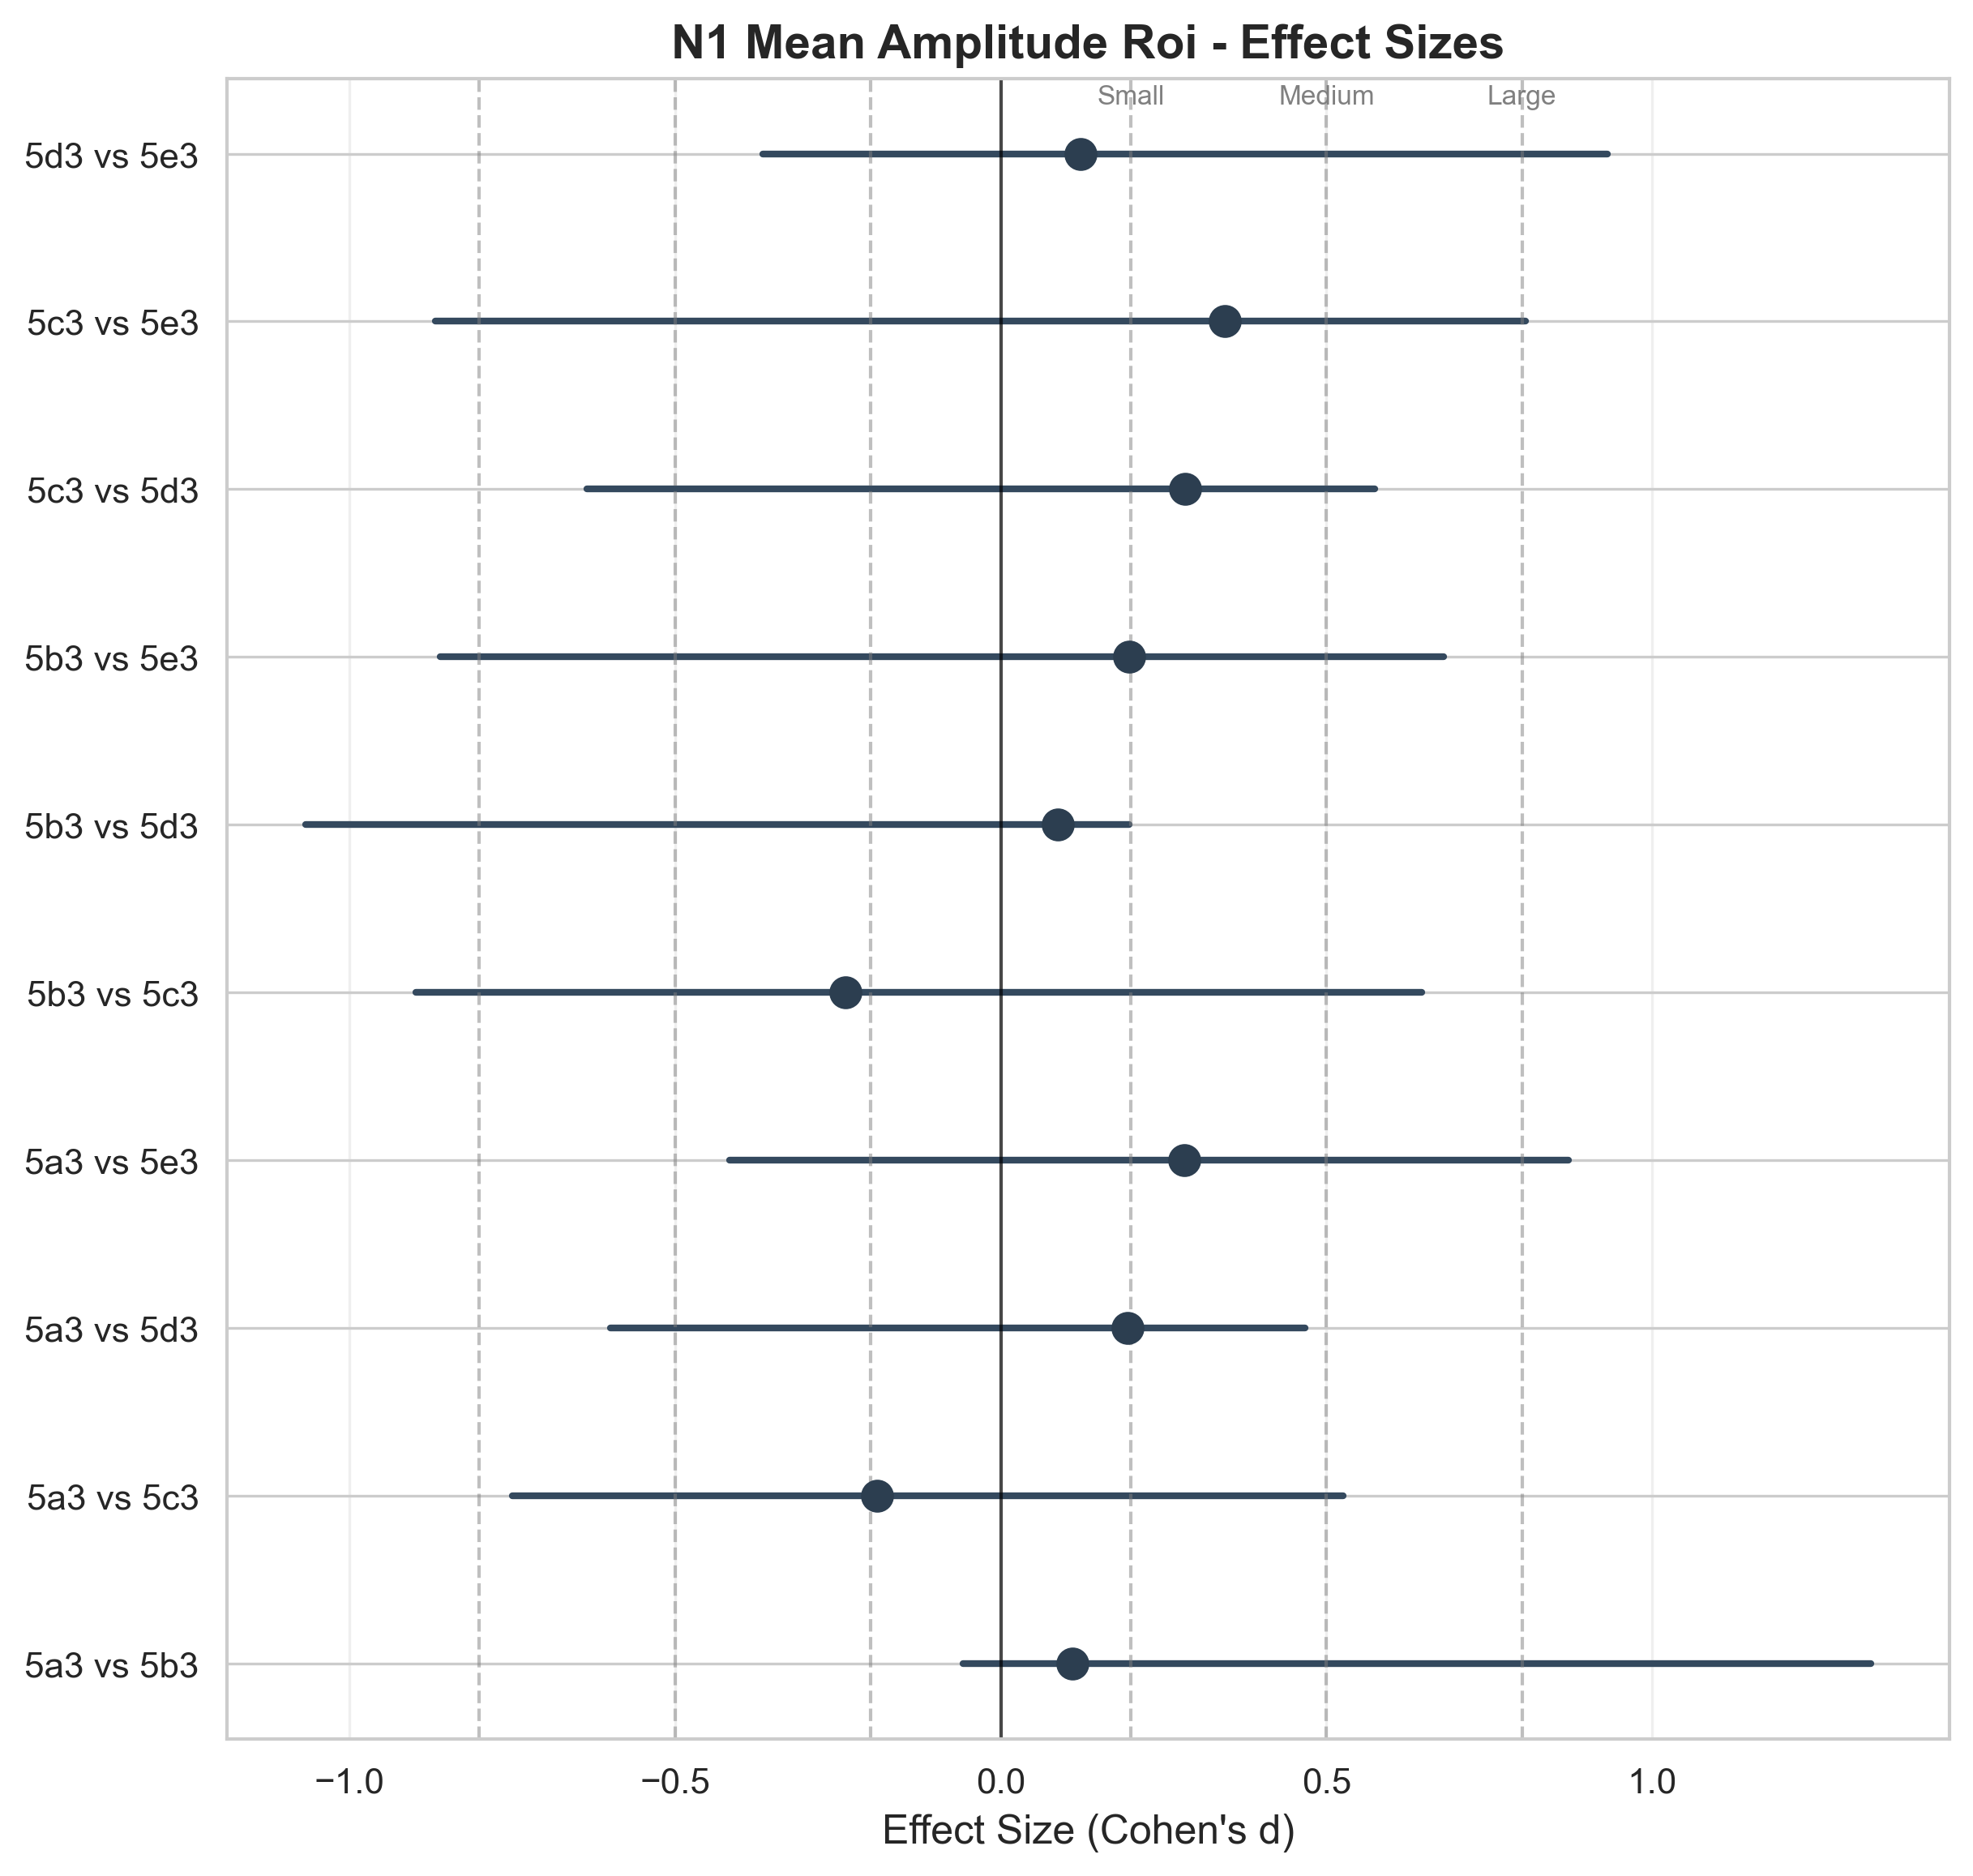 N1 Mean Amplitude Roi - Effect Sizes
Small Medium Large
5d3 vs 5e3
5c3 vs 5e3
5c3 vs 5d3
5b3 vs 5e3
5b3 vs 5d3
5b3 vs 5c3
5a3 vs 5e3
5a3 vs 5d3
5a3 vs 5c3
5a3 vs 5b3
−1.0 −0.5 0.0 0.5 1.0
Effect Size (Cohen's d)